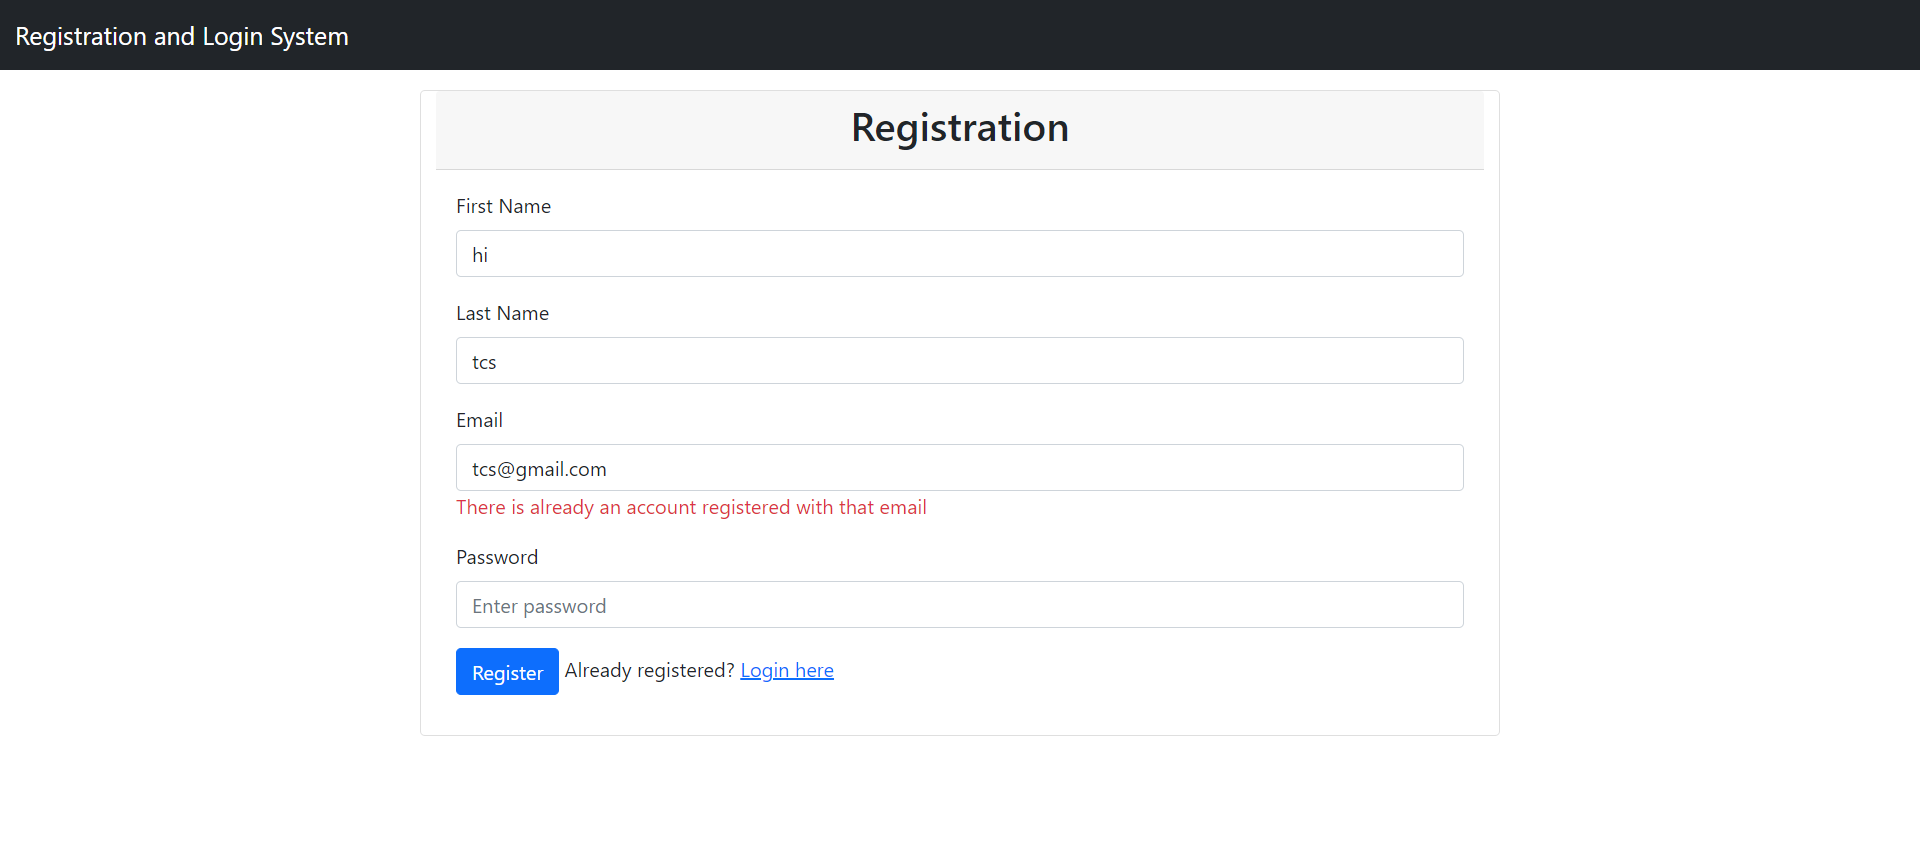 Registration and Login System
Registration
First Name
hi
Last Name
tcs
Email
tcs@gmail.com
There is already an account registered with that email
Password
Enter password
Register Already registered? Login here